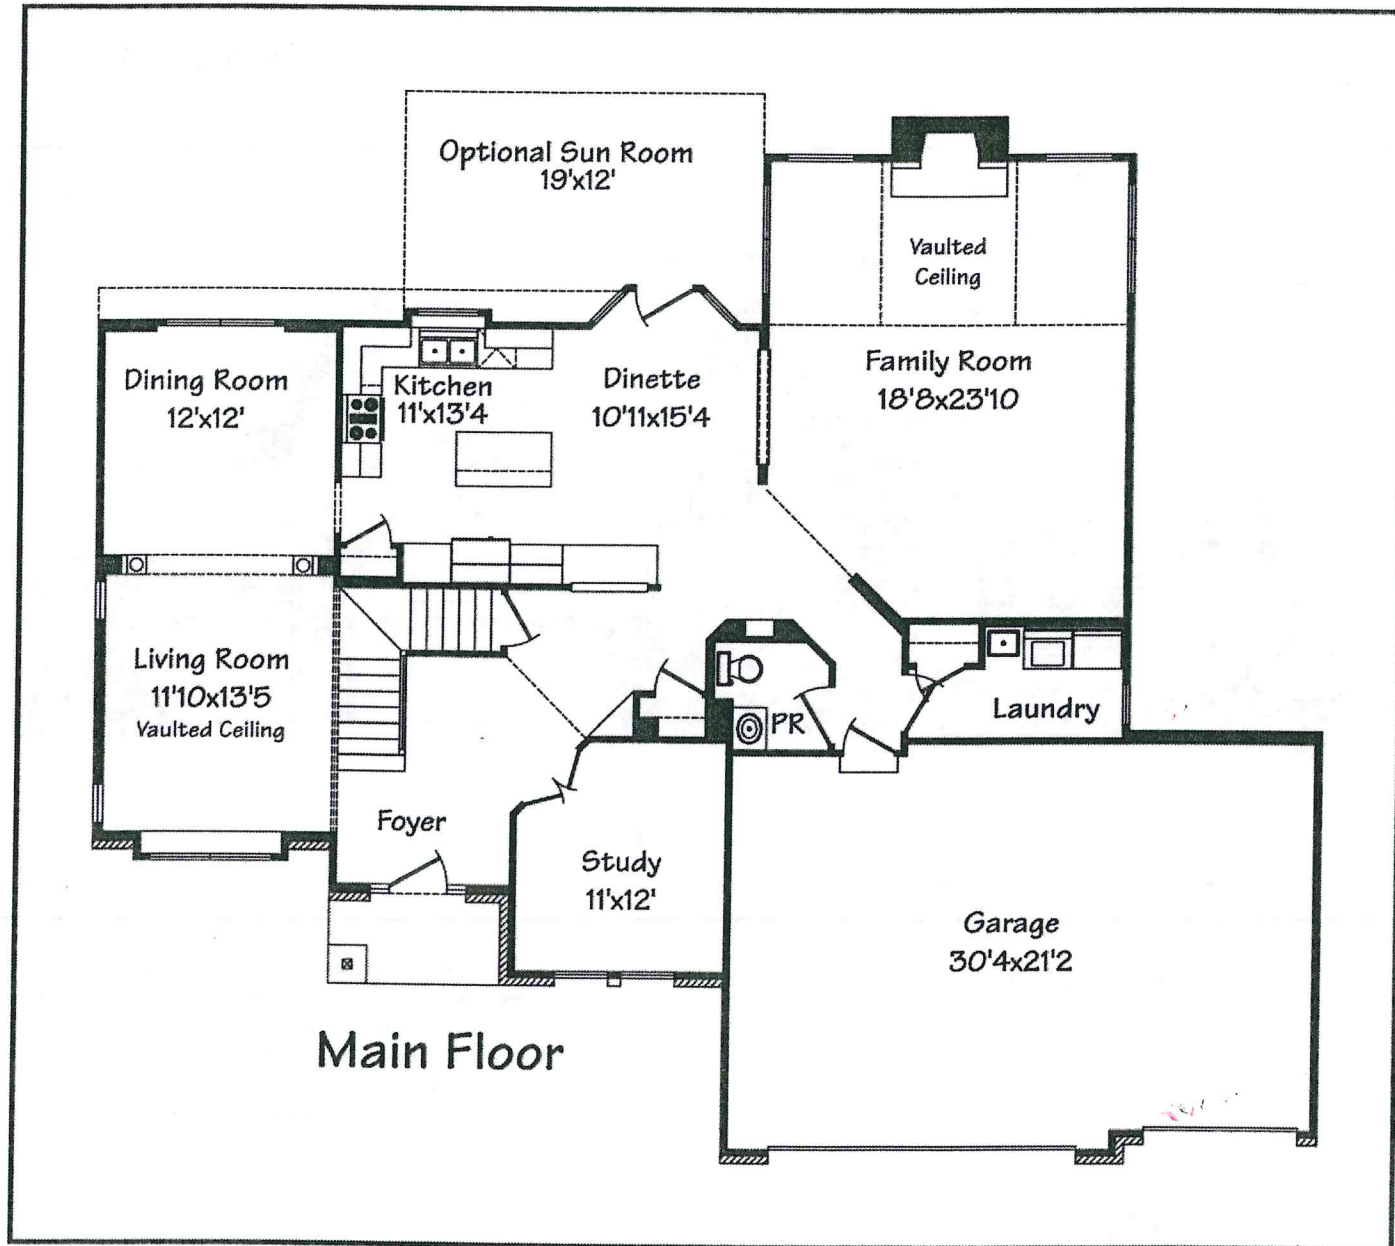 Optional Sun Room
19'x12'
Vaulted
Ceiling
Dining Room
12'x12'
Kitchen
11'x13'4
Dinette
10'11x15'4
Family Room
18'8x23'10
Living Room
11'10x13'5
Vaulted Ceiling
PR
Laundry
Foyer
Study
11'x12'
Garage
30'4x21'2
Main Floor